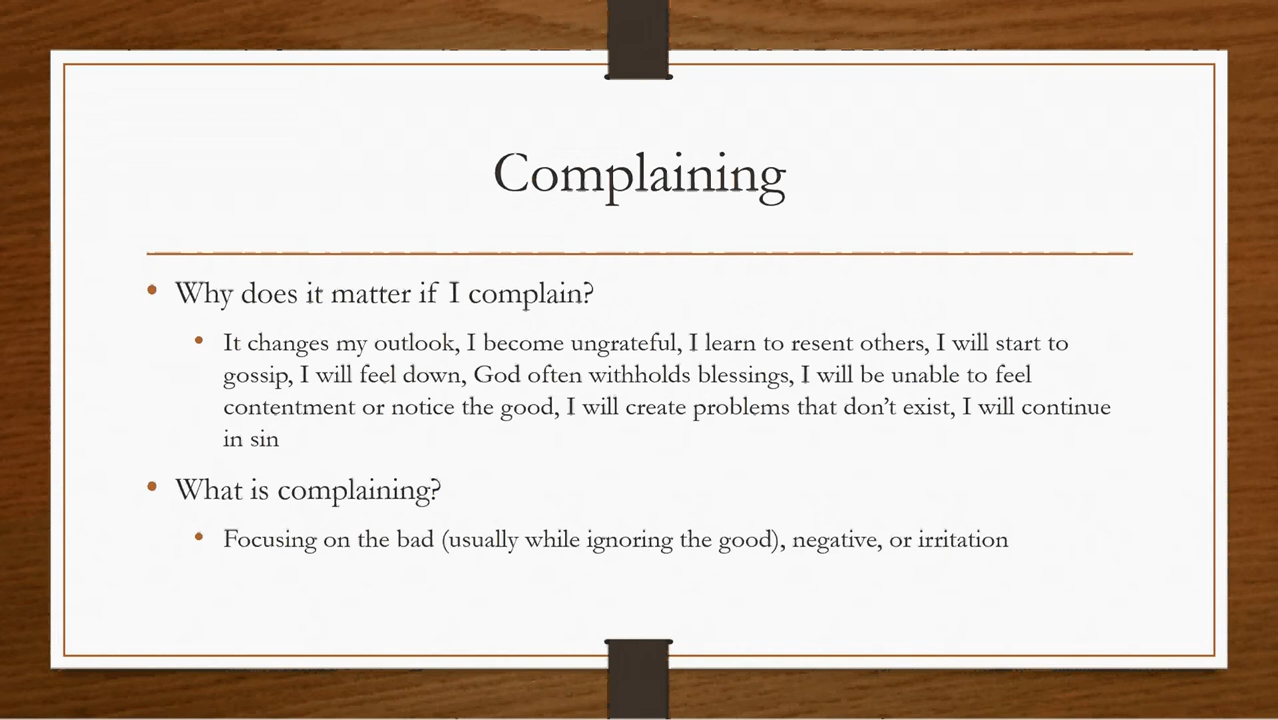 Complaining
• Why does it matter if I complain?
• It changes my outlook, I become ungrateful, I learn to resent others, I will start to
gossip, I will feel down, God often withholds blessings, I will be unable to feel
contentment or notice the good, I will create problems that don’t exist, I will continue
in sin
• What is complaining?
• Focusing on the bad (usually while ignoring the good), negative, or irritation